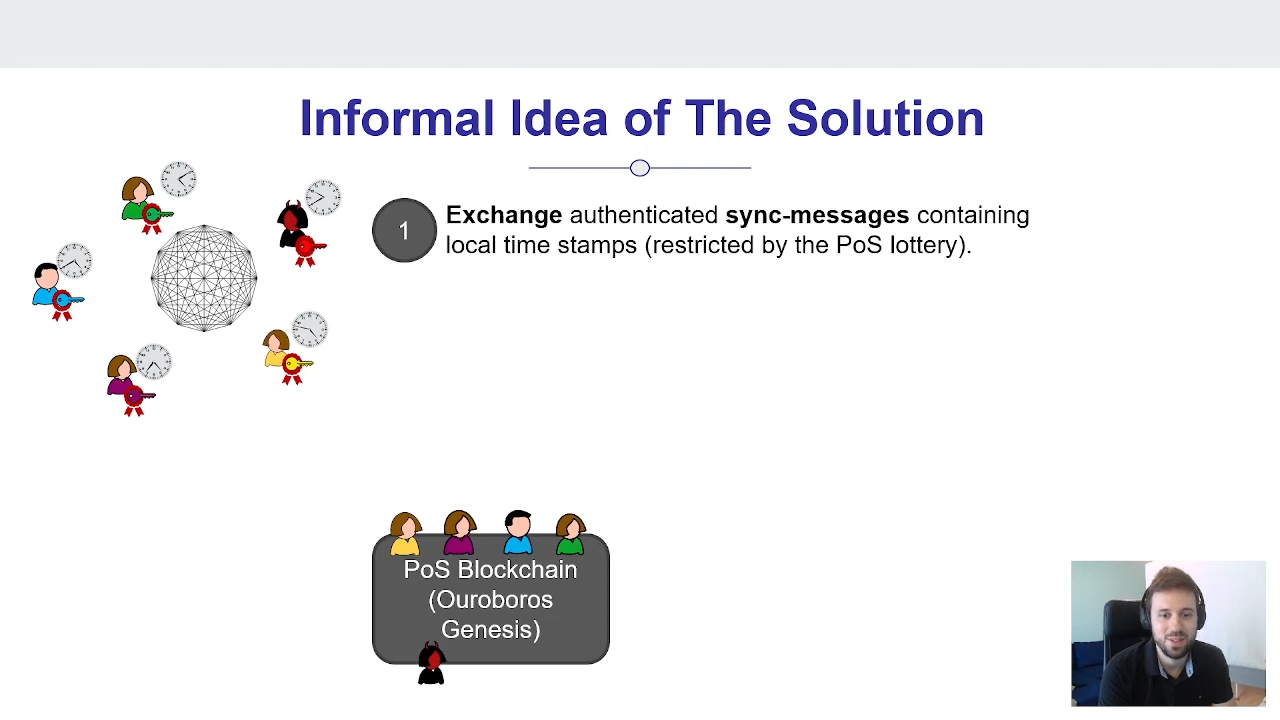 Informal Idea of The Solution
1
Exchange authenticated sync-messages containing
local time stamps (restricted by the PoS lottery).
PoS Blockchain
(Ouroboros
Genesis)